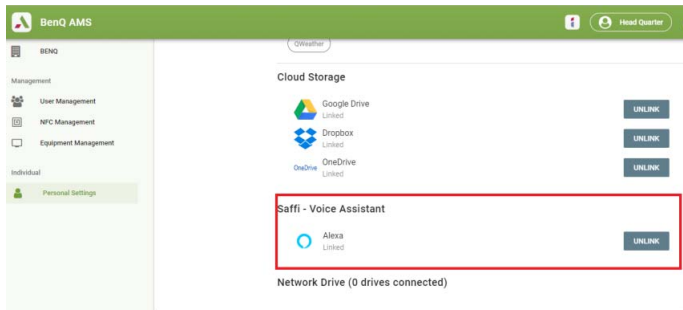 BenQ AMS
Head Quarter
BENQ
Management
User Management
NFC Management
Equipment Management
Individual
Personal Settings
QWeather
Cloud Storage
Google Drive
Linked
UNLINK
Dropbox
Linked
UNLINK
OneDrive
OneDrive
Linked
UNLINK
Saffi - Voice Assistant
Alexa
Linked
UNLINK
Network Drive (0 drives connected)